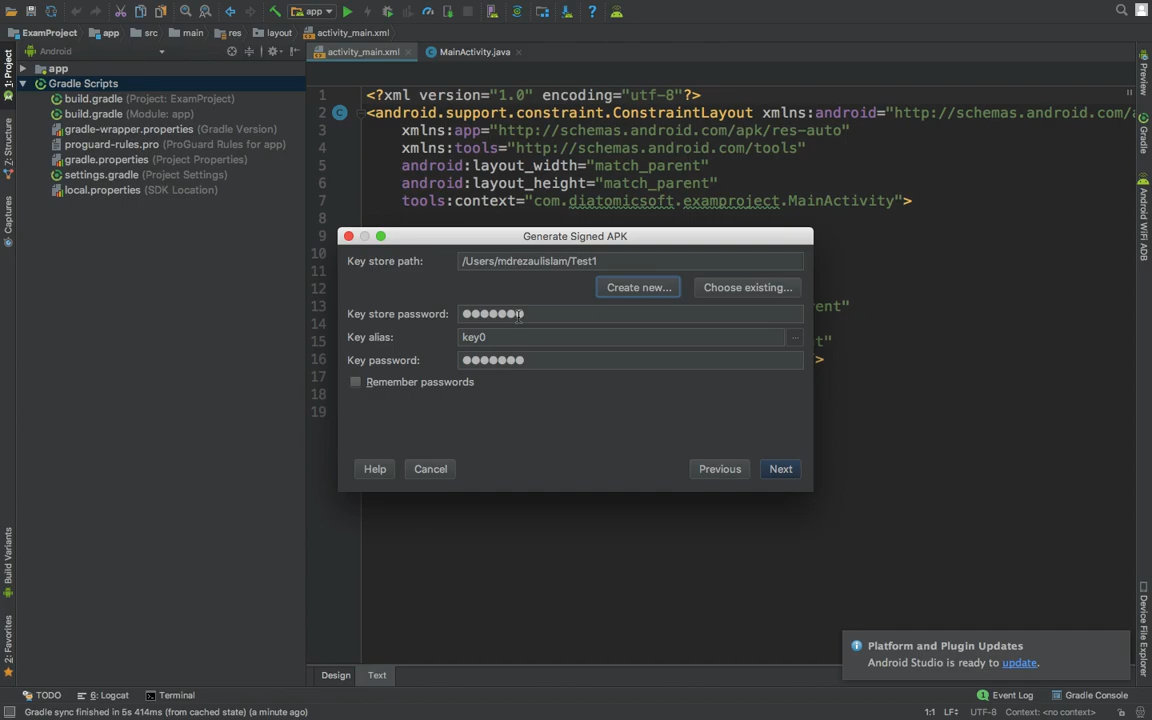 app
ExamProject
app
src
main
res
layout
activity_main.xml
1: Project
Z: Structure
Captures
Build Variants
2: Favorites
Android
app
Gradle Scripts
build.gradle (Project: ExamProject)
build.gradle (Module: app)
gradle-wrapper.properties (Gradle Version)
proguard-rules.pro (ProGuard Rules for app)
gradle.properties (Project Properties)
settings.gradle (Project Settings)
local.properties (SDK Location)
activity_main.xml
MainActivity.java
1 <?xml version="1.0" encoding="utf-8"?>
2 <android.support.constraint.ConstraintLayout xmlns:android="http://schemas.android.com/a
3 xmlns:app="http://schemas.android.com/apk/res-auto"
4 xmlns:tools="http://schemas.android.com/tools"
5 android:layout_width="match_parent"
6 android:layout_height="match_parent"
7 tools:context="com.diatomicsoft.examproject.MainActivity">
8
9
10
11
12
13 ent"
14
15 t"
16 >
17
18
19
Generate Signed APK
Key store path: /Users/mdrezaulislam/Test1
Create new... Choose existing...
Key store password:
Key alias: key0 ...
Key password:
Remember passwords
Help Cancel Previous Next
Preview
Gradle
Android WiFi ADB
Device File Explorer
Platform and Plugin Updates
Android Studio is ready to update.
Design Text
TODO 6: Logcat Terminal 1 Event Log Gradle Console
Gradle sync finished in 5s 414ms (from cached state) (a minute ago) 1:1 LF÷ UTF-8 Context: <no context>